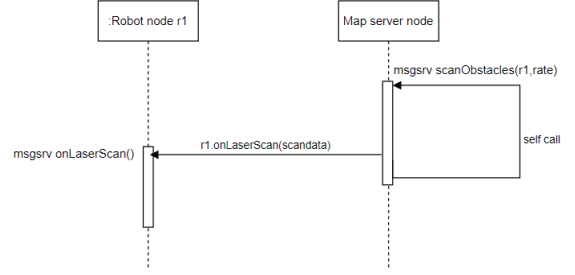 :Robot node r1
Map server node
msgsrv scanObstacles(r1,rate)
r1.onLaserScan(scandata)
self call
msgsrv onLaserScan()